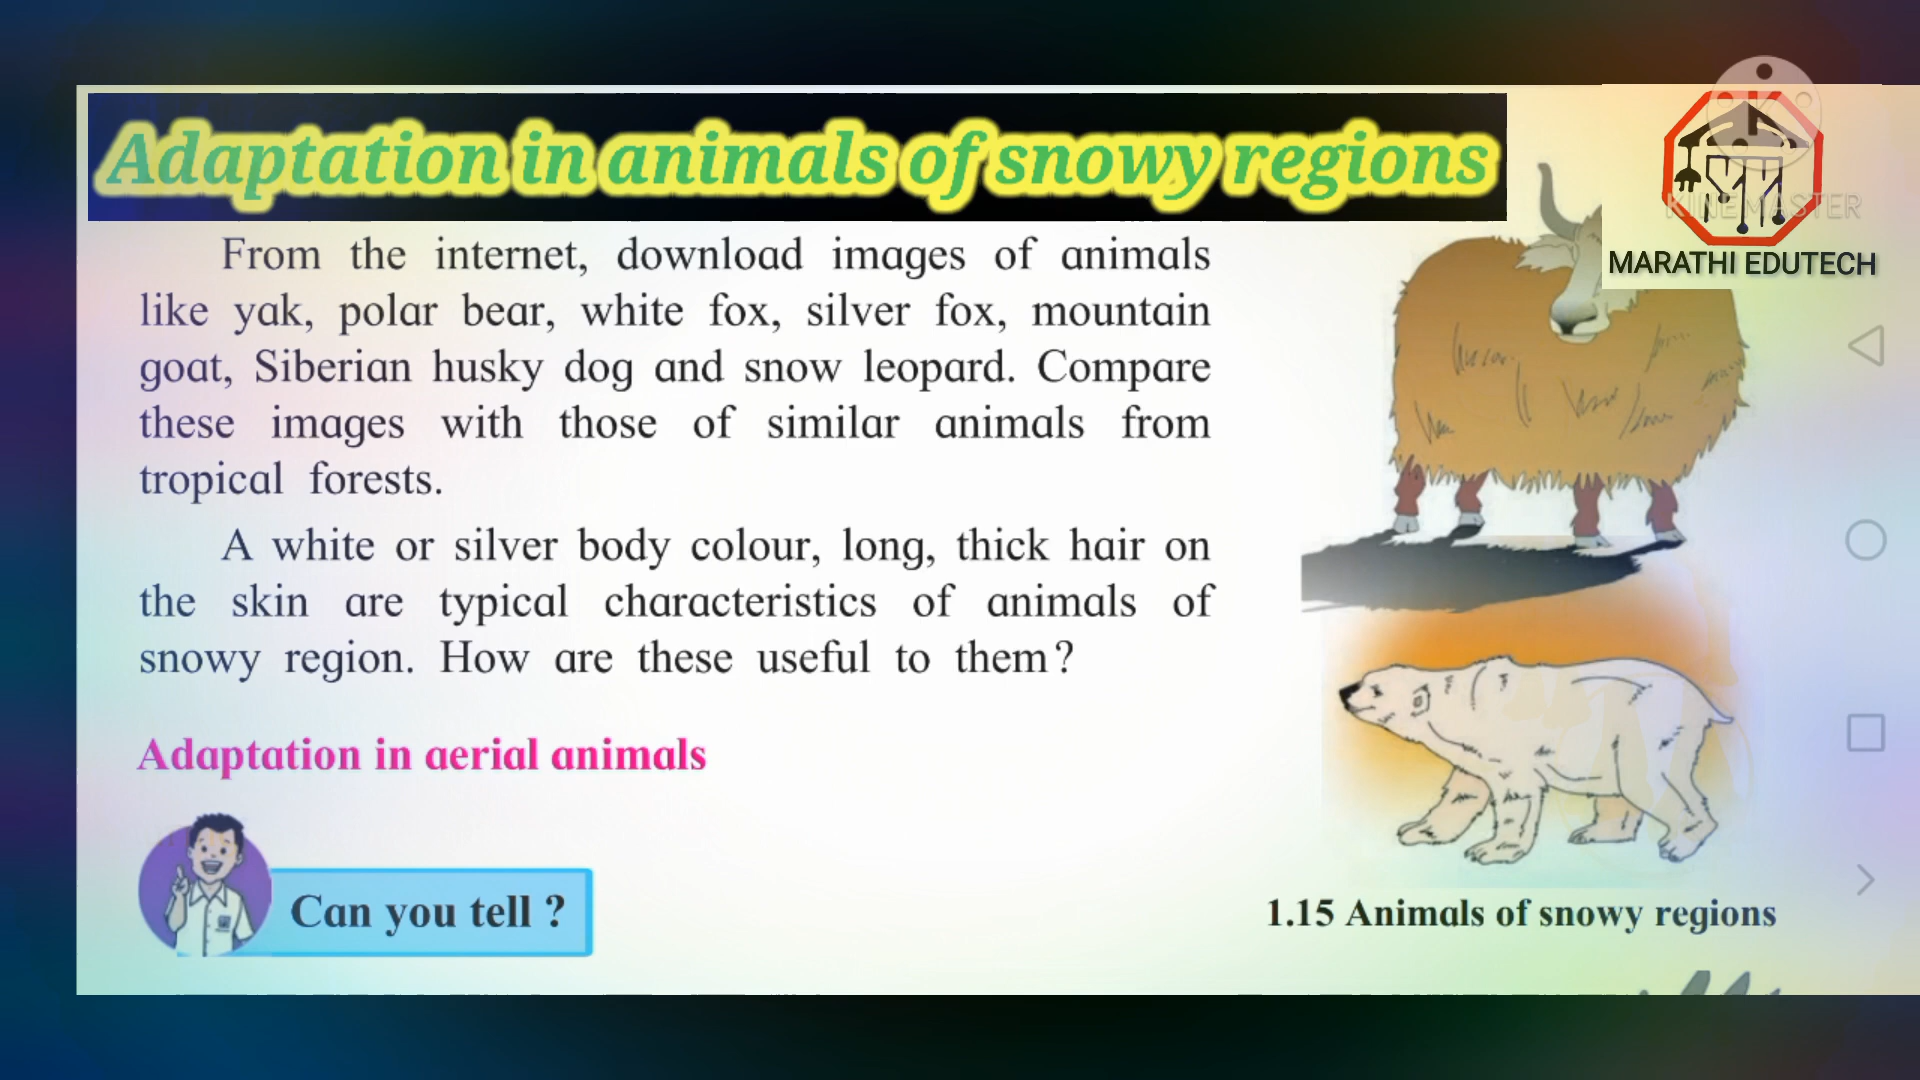 Adaptation in animals of snowy regions
KINEMASTER
MARATHI EDUTECH
From the internet, download images of animals
like yak, polar bear, white fox, silver fox, mountain
goat, Siberian husky dog and snow leopard. Compare
these images with those of similar animals from
tropical forests.
A white or silver body colour, long, thick hair on
the skin are typical characteristics of animals of
snowy region. How are these useful to them?
Adaptation in aerial animals
Can you tell ?
1.15 Animals of snowy regions